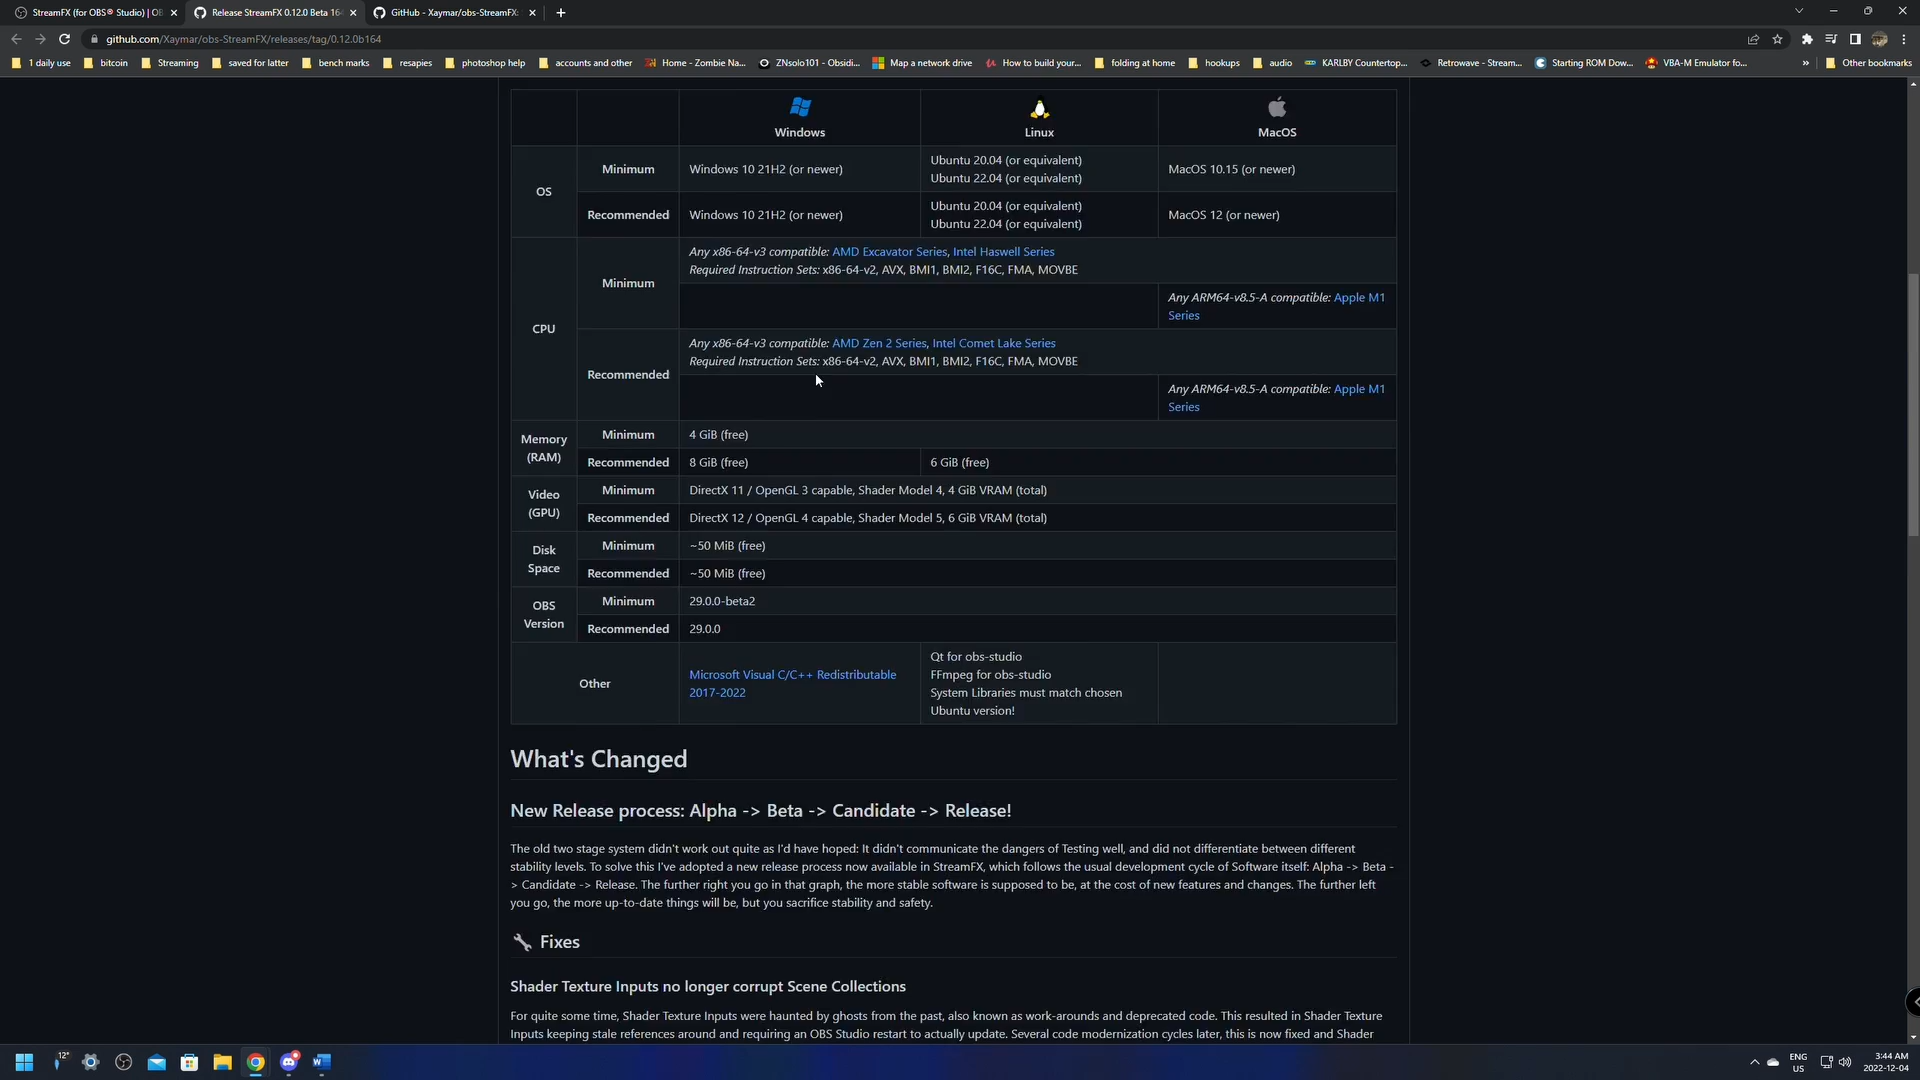 StreamFX (for OBS® Studio) | OB
Release StreamFX 0.12.0 Beta 16
GitHub - Xaymar/obs-StreamFX:
github.com/Xaymar/obs-StreamFX/releases/tag/0.12.0b164
1 daily use
bitcoin
Streaming
saved for latter
bench marks
resapies
photoshop help
accounts and other
Home - Zombie Na...
ZNsolo101 - Obsidi...
Map a network drive
How to build your...
folding at home
hookups
audio
KARLBY Countertop...
Retrowave - Stream...
Starting ROM Dow...
VBA-M Emulator fo...
»
Other bookmarks
Windows
Linux
MacOS
OS
Minimum
Windows 10 21H2 (or newer)
Ubuntu 20.04 (or equivalent)
Ubuntu 22.04 (or equivalent)
MacOS 10.15 (or newer)
Recommended
Windows 10 21H2 (or newer)
Ubuntu 20.04 (or equivalent)
Ubuntu 22.04 (or equivalent)
MacOS 12 (or newer)
CPU
Minimum
Any x86-64-v3 compatible: AMD Excavator Series, Intel Haswell Series
Required Instruction Sets: x86-64-v2, AVX, BMI1, BMI2, F16C, FMA, MOVBE
Any ARM64-v8.5-A compatible: Apple M1
Series
Recommended
Any x86-64-v3 compatible: AMD Zen 2 Series, Intel Comet Lake Series
Required Instruction Sets: x86-64-v2, AVX, BMI1, BMI2, F16C, FMA, MOVBE
Any ARM64-v8.5-A compatible: Apple M1
Series
Memory
(RAM)
Minimum
4 GiB (free)
Recommended
8 GiB (free)
6 GiB (free)
Video
(GPU)
Minimum
DirectX 11 / OpenGL 3 capable, Shader Model 4, 4 GiB VRAM (total)
Recommended
DirectX 12 / OpenGL 4 capable, Shader Model 5, 6 GiB VRAM (total)
Disk
Space
Minimum
~50 MiB (free)
Recommended
~50 MiB (free)
OBS
Version
Minimum
29.0.0-beta2
Recommended
29.0.0
Other
Microsoft Visual C/C++ Redistributable
2017-2022
Qt for obs-studio
FFmpeg for obs-studio
System Libraries must match chosen
Ubuntu version!
What's Changed
New Release process: Alpha -> Beta -> Candidate -> Release!
The old two stage system didn't work out quite as I'd have hoped: It didn't communicate the dangers of Testing well, and did not differentiate between different
stability levels. To solve this I've adopted a new release process now available in StreamFX, which follows the usual development cycle of Software itself: Alpha -> Beta -
> Candidate -> Release. The further right you go in that graph, the more stable software is supposed to be, at the cost of new features and changes. The further left
you go, the more up-to-date things will be, but you sacrifice stability and safety.
Fixes
Shader Texture Inputs no longer corrupt Scene Collections
For quite some time, Shader Texture Inputs were haunted by ghosts from the past, also known as work-arounds and deprecated code. This resulted in Shader Texture
Inputs keeping stale references around and requiring an OBS Studio restart to actually update. Several code modernization cycles later, this is now fixed and Shader
12°
ENG
US
3:44 AM
2022-12-04